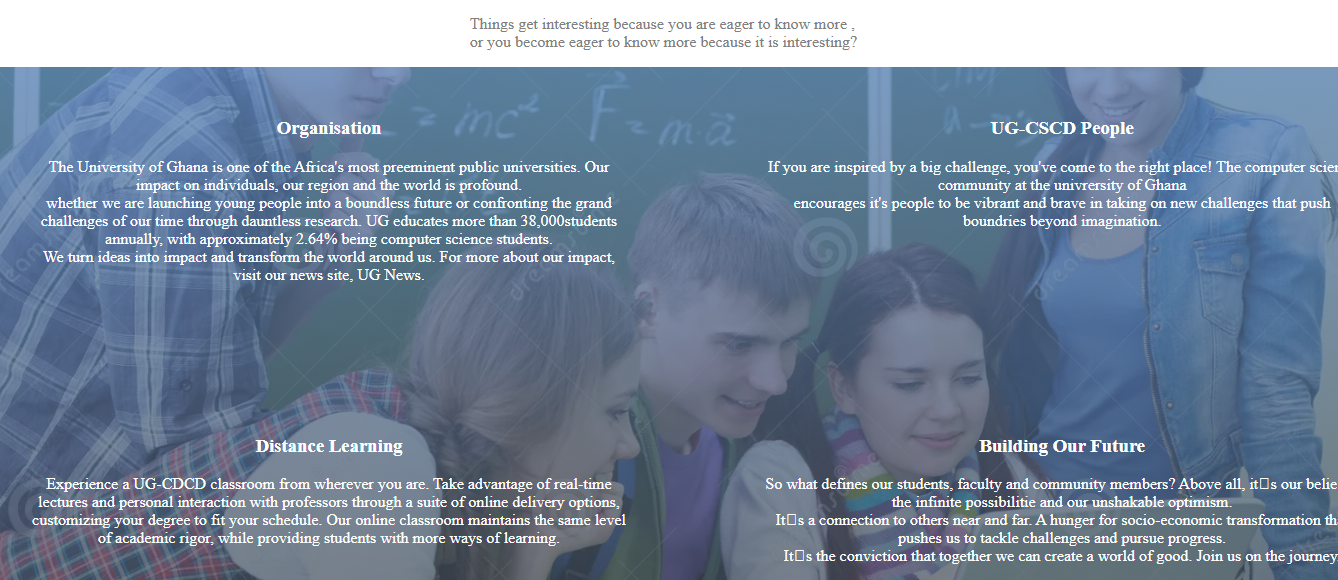 Things get interesting because you are eager to know more ,
or you become eager to know more because it is interesting?
= mc²
F = m·a
Organisation
The University of Ghana is one of the Africa's most preeminent public universities. Our
impact on individuals, our region and the world is profound.
whether we are launching young people into a boundless future or confronting the grand
challenges of our time through dauntless research. UG educates more than 38,000students
annually, with approximately 2.64% being computer science students.
We turn ideas into impact and transform the world around us. For more about our impact,
visit our news site, UG News.
UG-CSCD People
If you are inspired by a big challenge, you've come to the right place! The computer scien
community at the univrersity of Ghana
encourages it's people to be vibrant and brave in taking on new challenges that push
boundries beyond imagination.
Distance Learning
Experience a UG-CDCD classroom from wherever you are. Take advantage of real-time
lectures and personal interaction with professors through a suite of online delivery options,
customizing your degree to fit your schedule. Our online classroom maintains the same level
of academic rigor, while providing students with more ways of learning.
Building Our Future
So what defines our students, faculty and community members? Above all, it□s our belie
the infinite possibilitie and our unshakable optimism.
It□s a connection to others near and far. A hunger for socio-economic transformation th
pushes us to tackle challenges and pursue progress.
It□s the conviction that together we can create a world of good. Join us on the journey